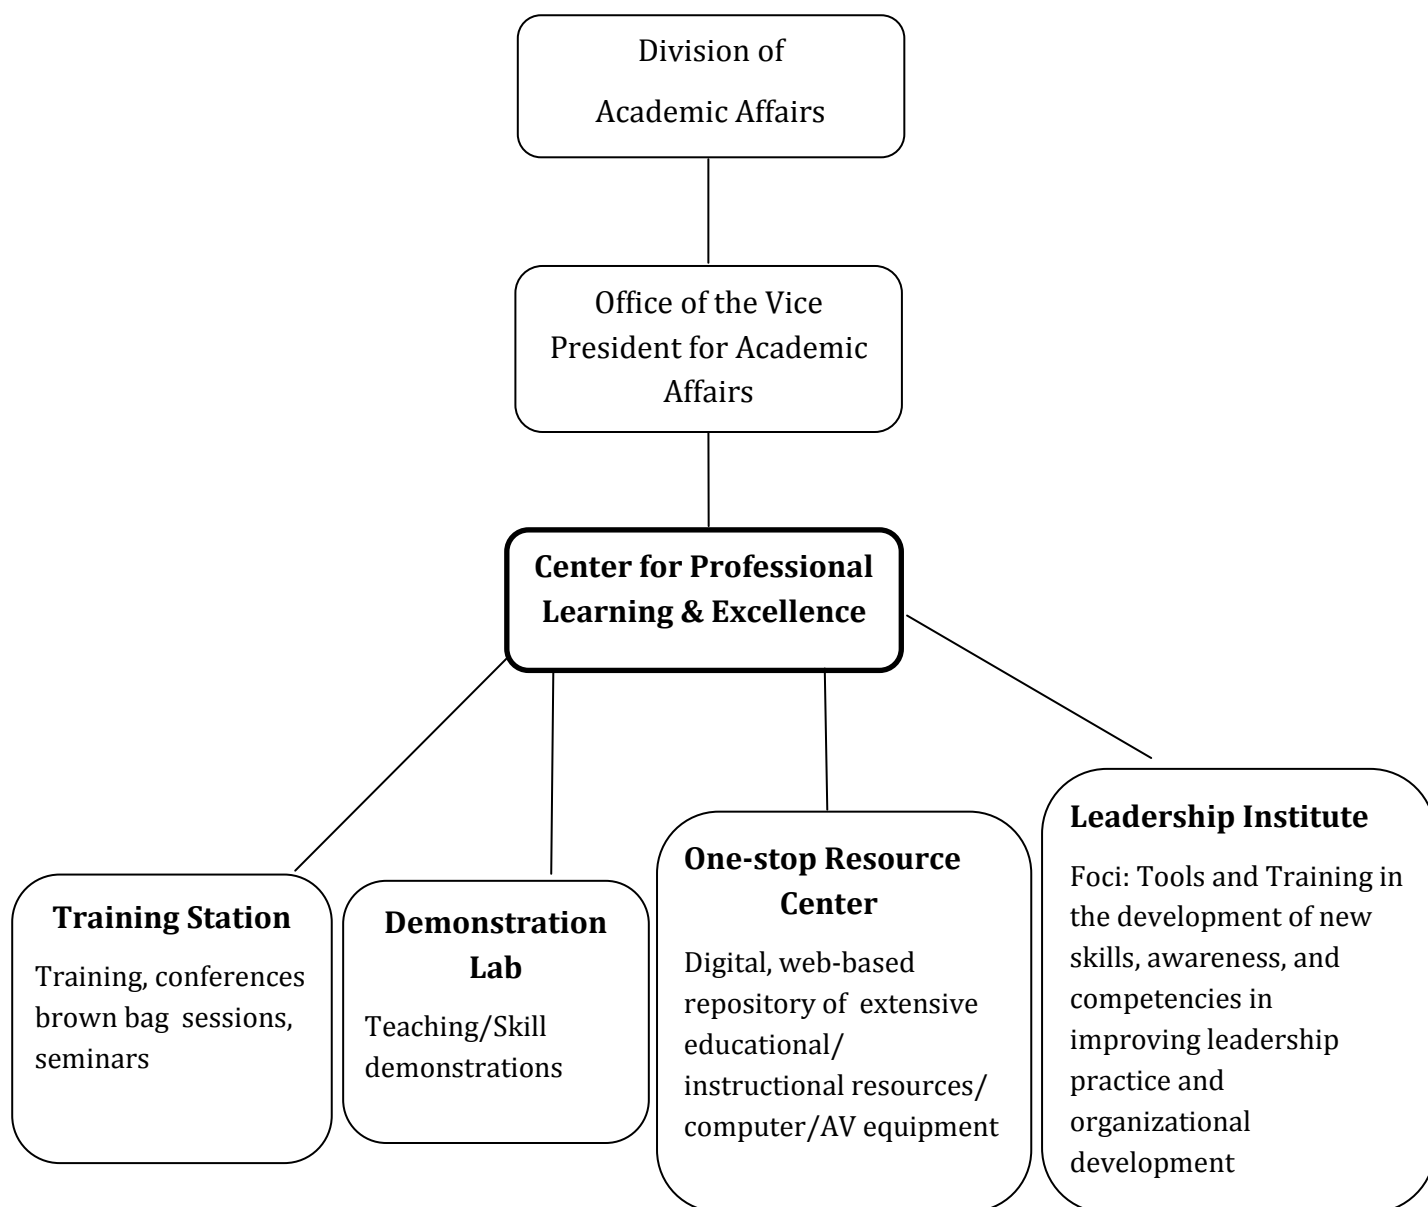 Division of
Academic Affairs
Office of the Vice
President for Academic
Affairs
Center for Professional
Learning & Excellence
Training Station
Training, conferences
brown bag  sessions,
seminars
Demonstration
Lab
Teaching/Skill
demonstrations
One-stop Resource
Center
Digital, web-based
repository of  extensive
educational/
instructional resources/
computer/AV equipment
Leadership Institute
Foci: Tools and Training in
the development of new
skills, awareness, and
competencies in
improving leadership
practice and
organizational
development